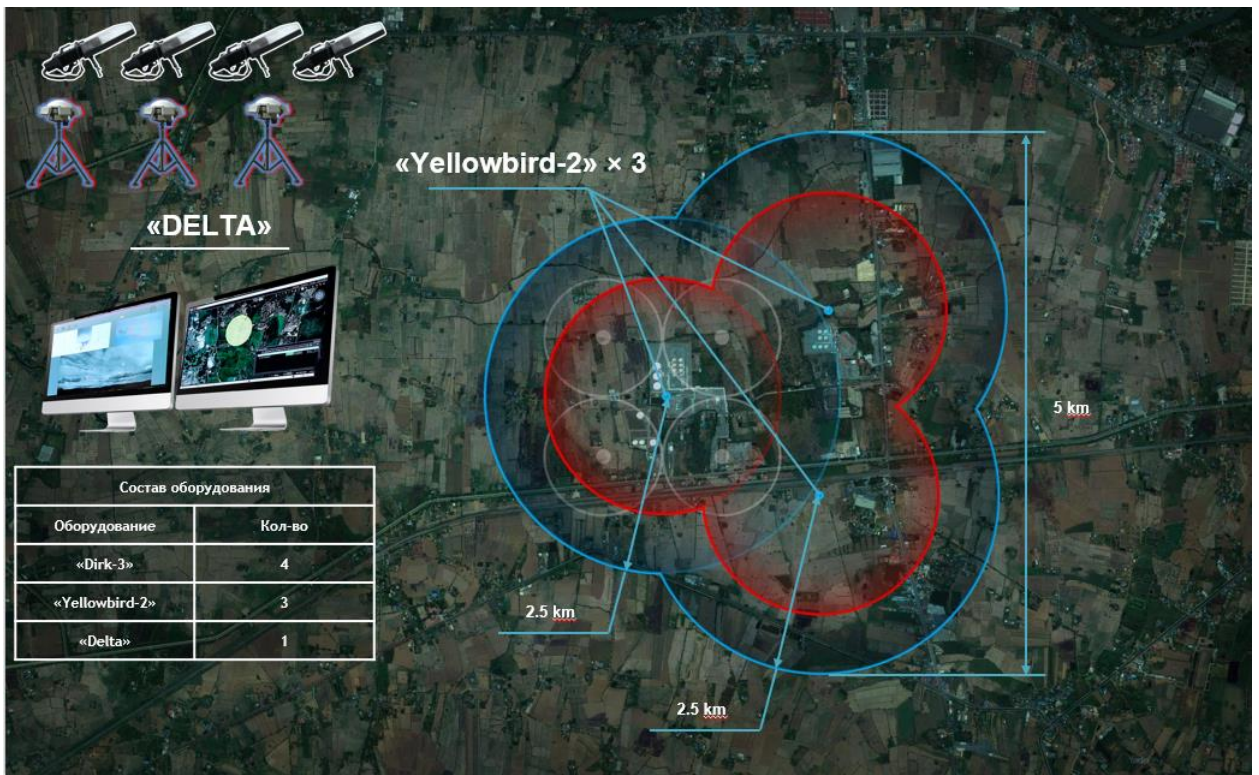 «Yellowbird-2» × 3
«DELTA»
5 km
Состав оборудования
Оборудование Кол-во
«Dirk-3» 4
«Yellowbird-2» 3
«Delta» 1
2.5 km
2.5 km